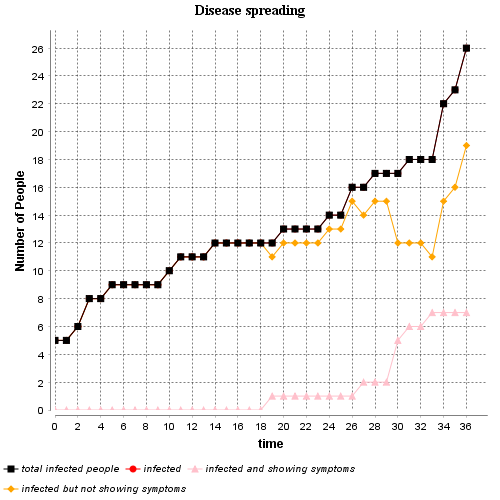 Disease spreading
Number of People
26
24
22
20
18
16
14
12
10
8
6
4
2
0
0 2 4 6 8 10 12 14 16 18 20 22 24 26 28 30 32 34 36
time
total infected people infected infected and showing symptoms
infected but not showing symptoms